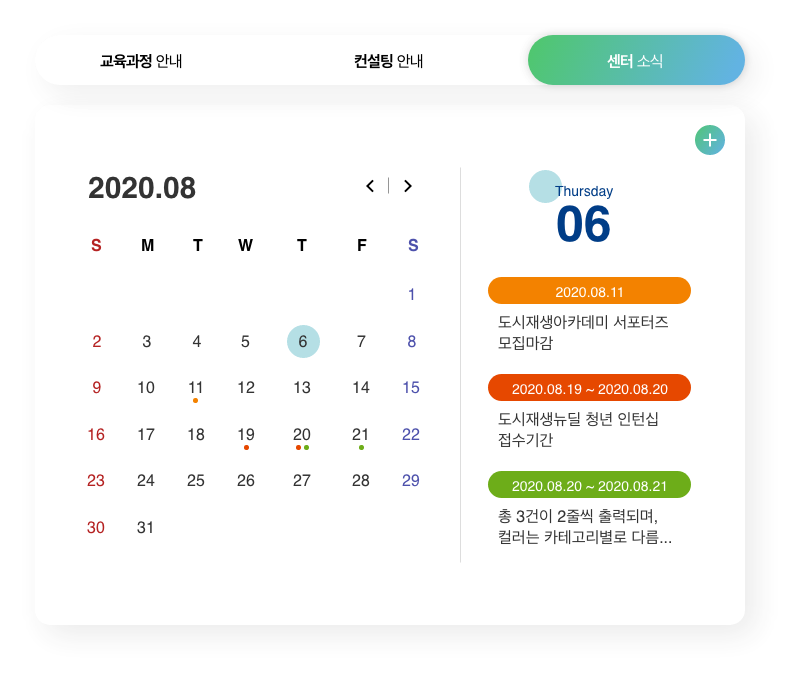 교육과정 안내
컨설팅 안내
센터 소식
2020.08
S M T W T F S
1
2 3 4 5 6 7 8
9 10 11 12 13 14 15
16 17 18 19 20 21 22
23 24 25 26 27 28 29
30 31
Thursday
06
2020.08.11
도시재생아카데미 서포터즈
모집마감
2020.08.19 ~ 2020.08.20
도시재생뉴딜 청년 인턴십
접수기간
2020.08.20 ~ 2020.08.21
총 3건이 2줄씩 출력되며,
컬러는 카테고리별로 다름...